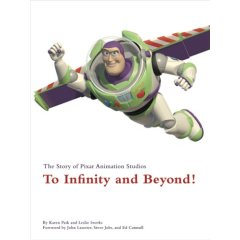 The Story of Pixar Animation Studios
To Infinity and Beyond!
By Karen Paik and Leslie Iwerks
Foreword by John Lasseter, Steve Jobs, and Ed Catmull